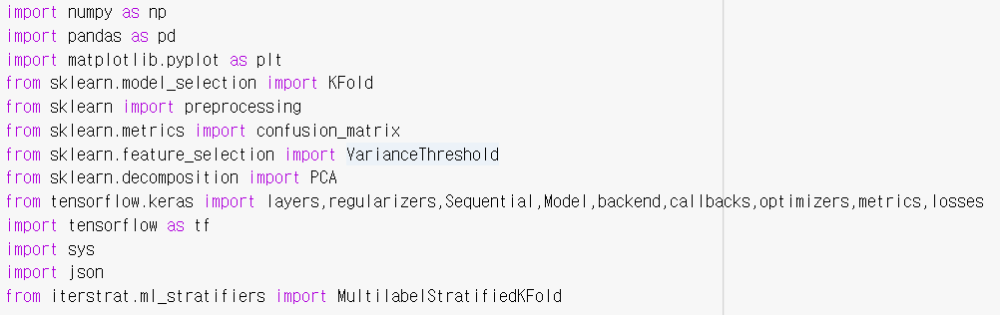 import numpy as np
import pandas as pd
import matplotlib.pyplot as plt
from sklearn.model_selection import KFold
from sklearn import preprocessing
from sklearn.metrics import confusion_matrix
from sklearn.feature_selection import VarianceThreshold
from sklearn.decomposition import PCA
from tensorflow.keras import layers,regularizers,Sequential,Model,backend,callbacks,optimizers,metrics,losses
import tensorflow as tf
import sys
import json
from iterstrat.ml_stratifiers import MultilabelStratifiedKFold